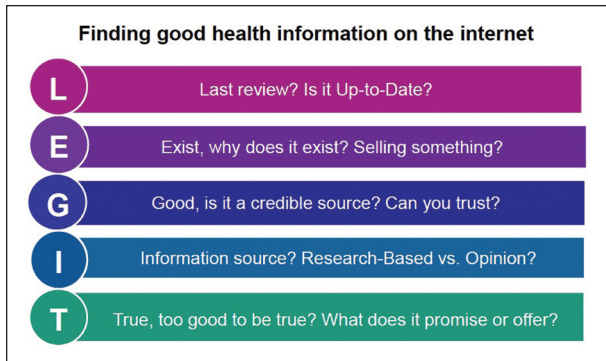 Finding good health information on the internet
L
Last review? Is it Up-to-Date?
E
Exist, why does it exist? Selling something?
G
Good, is it a credible source? Can you trust?
I
Information source? Research-Based vs. Opinion?
T
True, too good to be true? What does it promise or offer?